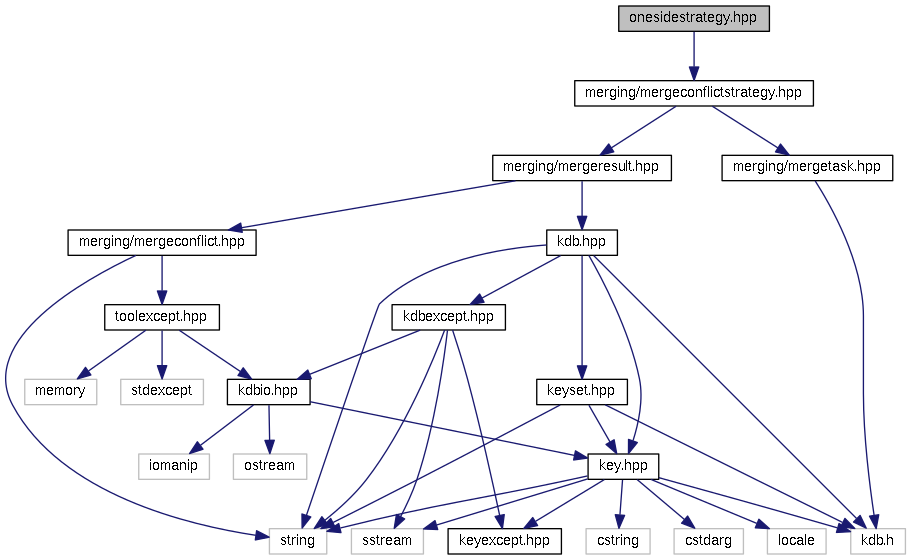 onesidestrategy.hpp
merging/mergeconflictstrategy.hpp
merging/mergeresult.hpp
merging/mergetask.hpp
merging/mergeconflict.hpp
kdb.hpp
toolexcept.hpp
kdbexcept.hpp
memory
stdexcept
kdbio.hpp
keyset.hpp
iomanip
ostream
key.hpp
string
sstream
keyexcept.hpp
cstring
cstdarg
locale
kdb.h